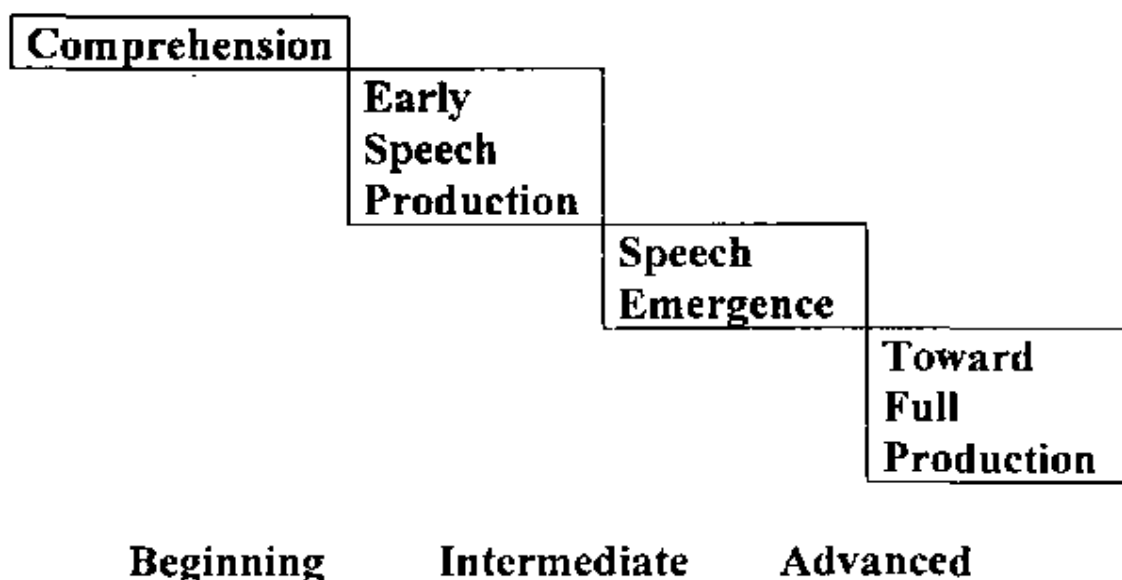 Comprehension
Early
Speech
Production
Speech
Emergence
Toward
Full
Production
Beginning Intermediate Advanced